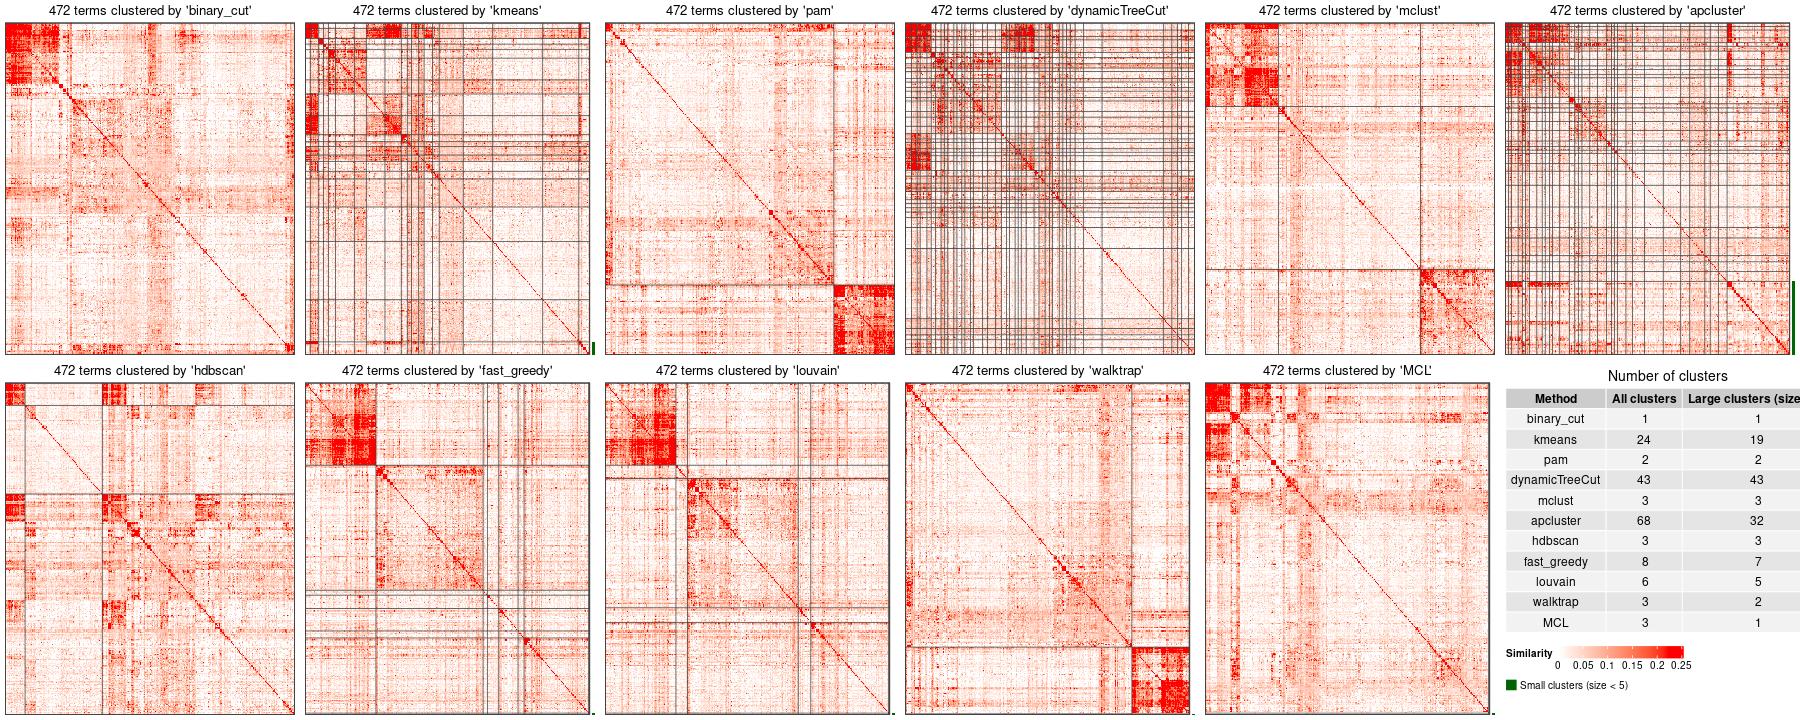 472 terms clustered by 'binary_cut'
472 terms clustered by 'kmeans'
472 terms clustered by 'pam'
472 terms clustered by 'dynamicTreeCut'
472 terms clustered by 'mclust'
472 terms clustered by 'apcluster'
472 terms clustered by 'hdbscan'
472 terms clustered by 'fast_greedy'
472 terms clustered by 'louvain'
472 terms clustered by 'walktrap'
472 terms clustered by 'MCL'
Number of clusters
Method All clusters Large clusters (size
binary_cut 1 1
kmeans 24 19
pam 2 2
dynamicTreeCut 43 43
mclust 3 3
apcluster 68 32
hdbscan 3 3
fast_greedy 8 7
louvain 6 5
walktrap 3 2
MCL 3 1
Similarity
0 0.05 0.1 0.15 0.2 0.25
Small clusters (size < 5)